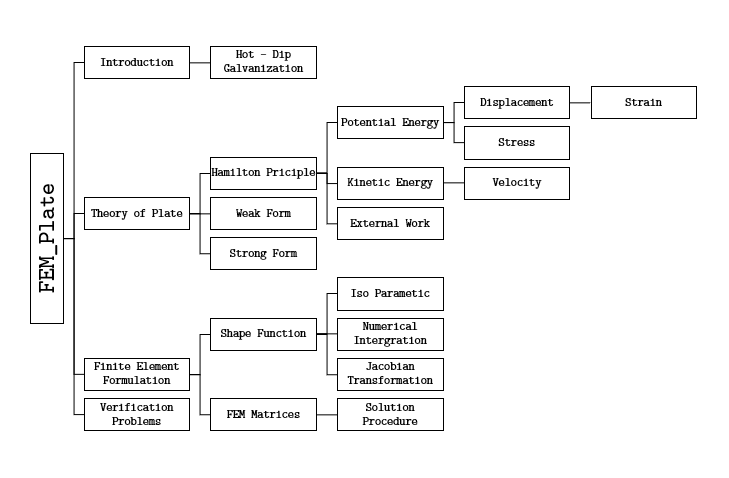 FEM_Plate
Introduction
Hot - Dip
Galvanization
Theory of Plate
Hamilton Priciple
Potential Energy
Displacement
Strain
Stress
Kinetic Energy
Velocity
External Work
Weak Form
Strong Form
Finite Element
Formulation
Shape Function
Iso Parametic
Numerical
Intergration
Jacobian
Transformation
FEM Matrices
Solution
Procedure
Verification
Problems